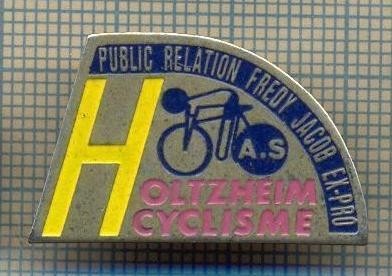 PUBLIC RELATION FREDY JACOB EX-PRO
A.S
HOLTZHEIM
CYCLISME